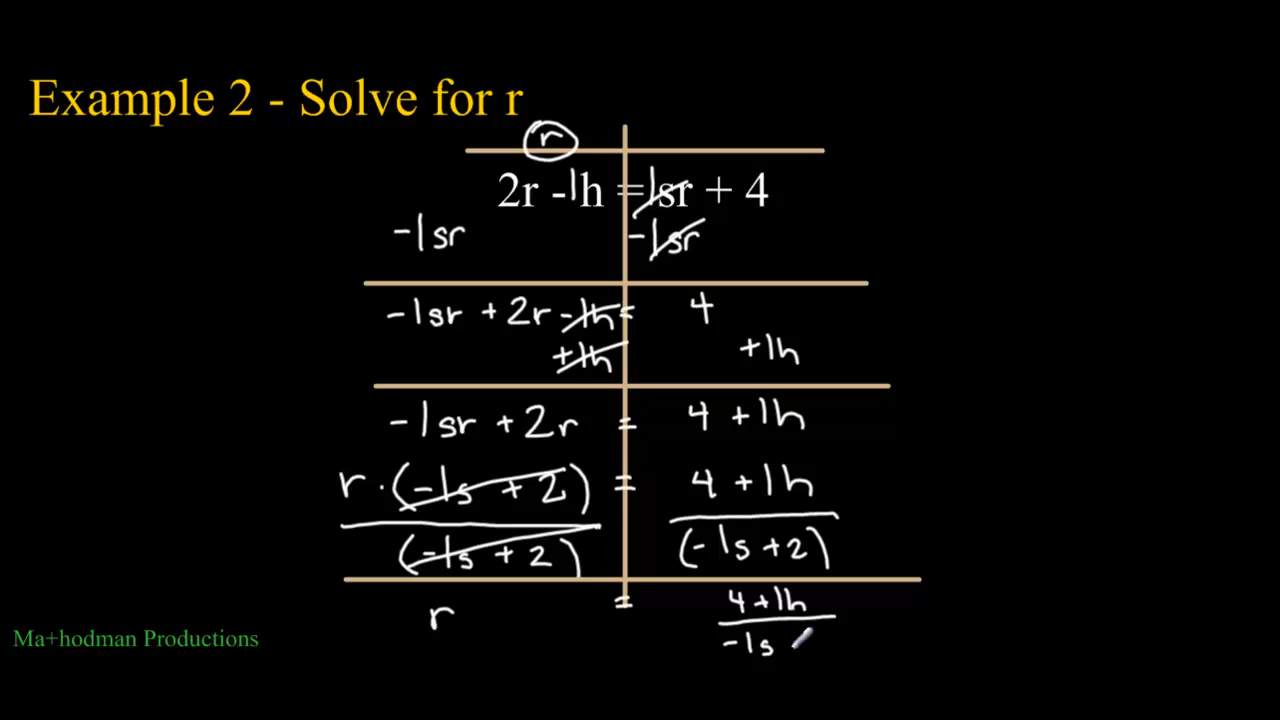 Example 2 - Solve for r
r
2r -1h = 1sr + 4
-1sr -1sr
-1sr + 2r -1h = 4
+1h +1h
-1sr + 2r = 4 + 1h
r · (-1s + 2) = 4 + 1h
(-1s + 2) (-1s + 2)
r = 4 + 1h
-1s
Ma+hodman Productions